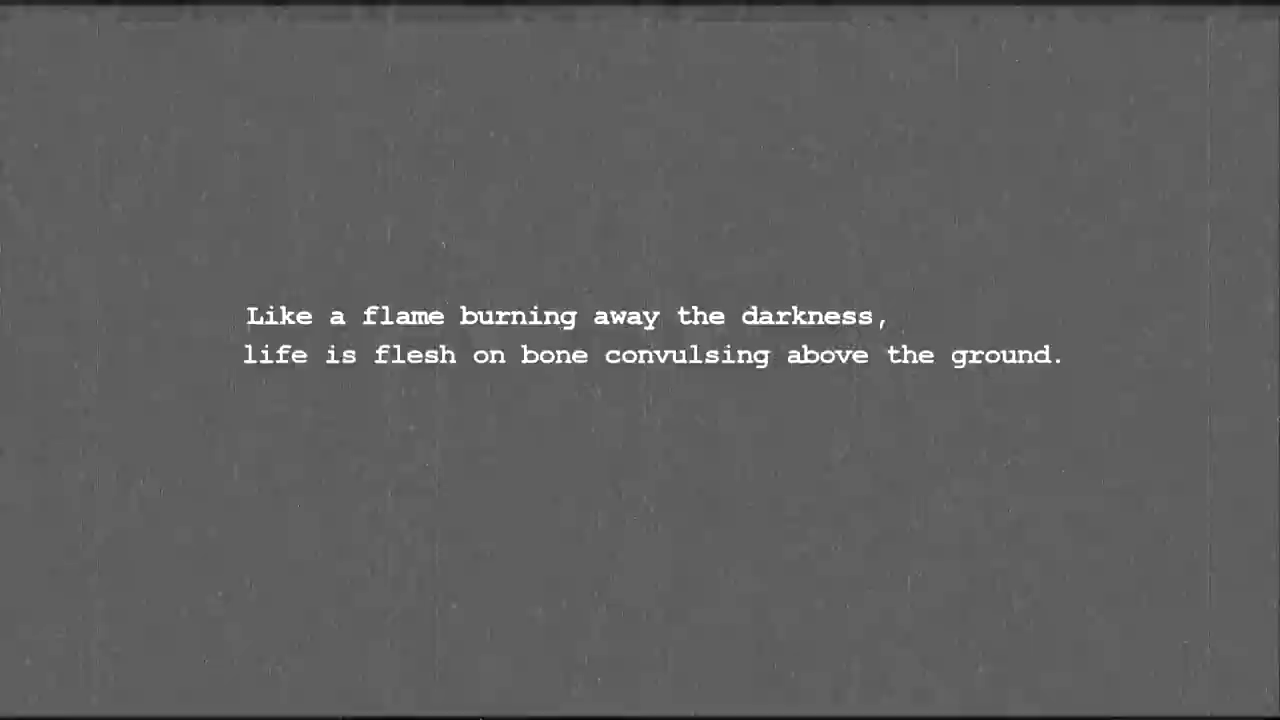 Like a flame burning away the darkness,
life is flesh on bone convulsing above the ground.